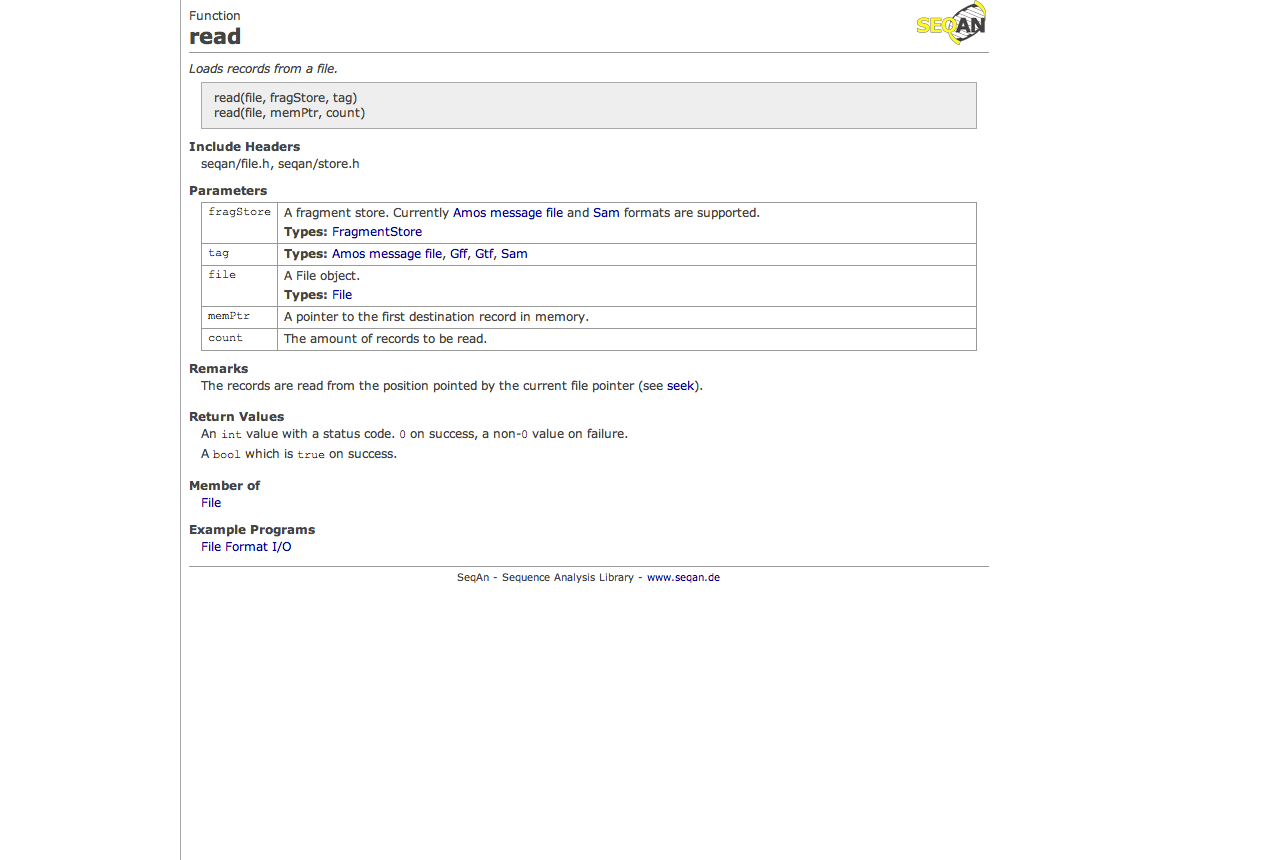 Function
SEQAN
read
Loads records from a file.
read(file, fragStore, tag)
read(file, memPtr, count)
Include Headers
seqan/file.h, seqan/store.h
Parameters
fragStore A fragment store. Currently Amos message file and Sam formats are supported.
Types: FragmentStore
tag Types: Amos message file, Gff, Gtf, Sam
file A File object.
Types: File
memPtr A pointer to the first destination record in memory.
count The amount of records to be read.
Remarks
The records are read from the position pointed by the current file pointer (see seek).
Return Values
An int value with a status code. 0 on success, a non-0 value on failure.
A bool which is true on success.
Member of
File
Example Programs
File Format I/O
SeqAn - Sequence Analysis Library - www.seqan.de